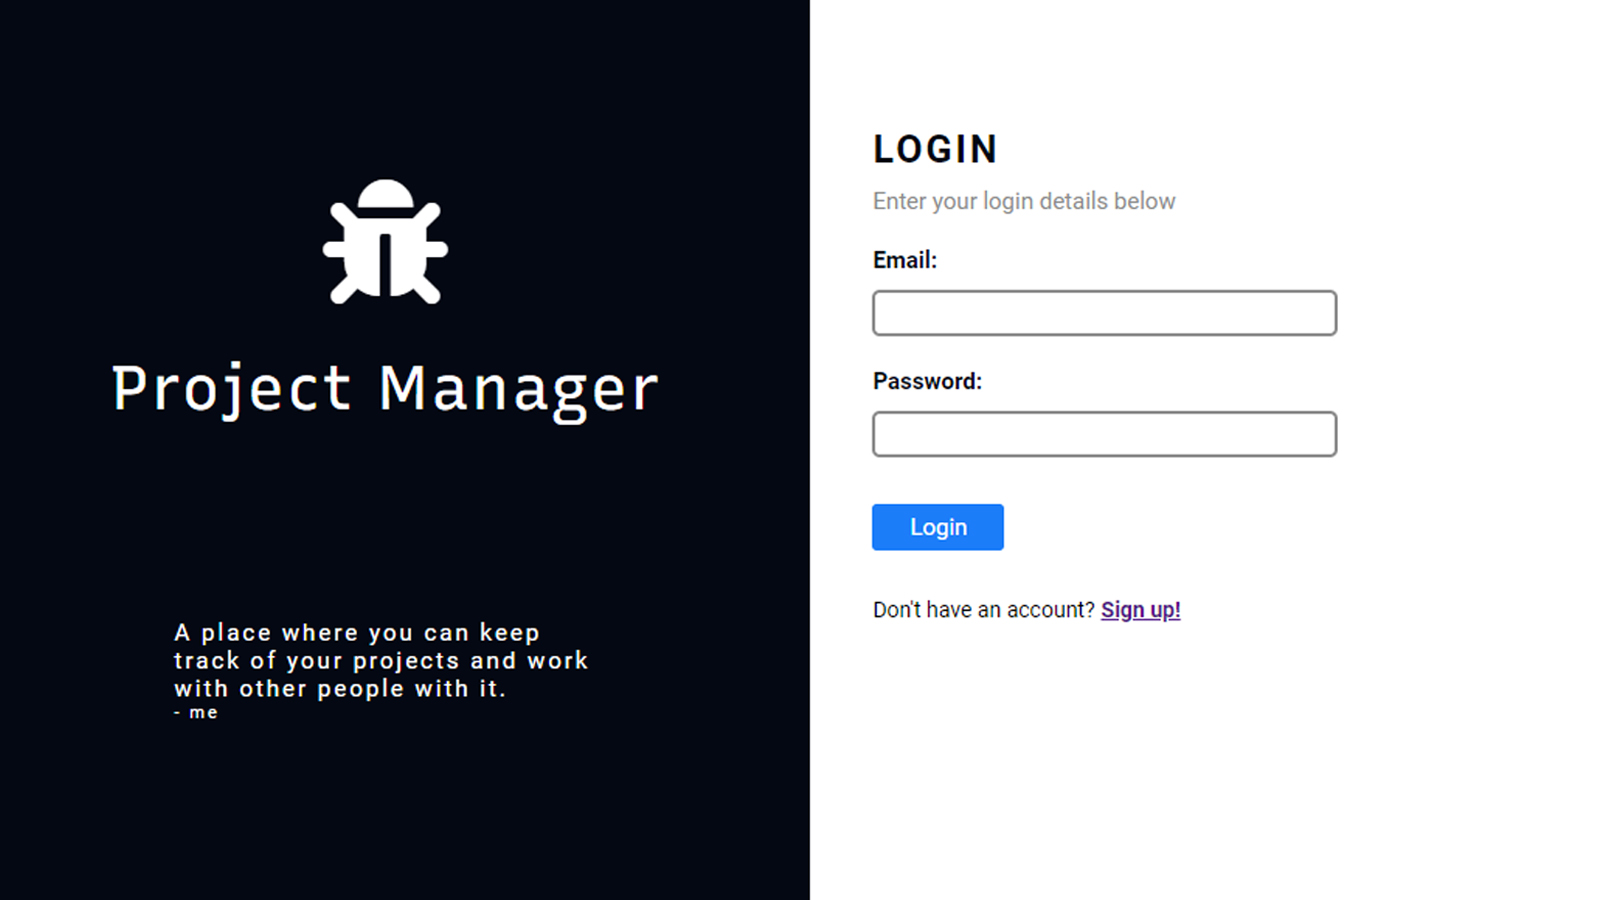 Project Manager
A place where you can keep
track of your projects and work
with other people with it.
- me
LOGIN
Enter your login details below
Email:
Password:
Login
Don't have an account? Sign up!